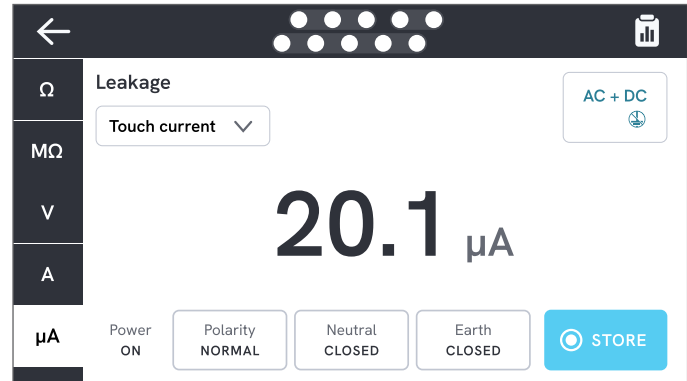 Leakage
Touch current
AC + DC
Ω
MΩ
V
A
µA
20.1 µA
Power
ON
Polarity
NORMAL
Neutral
CLOSED
Earth
CLOSED
STORE